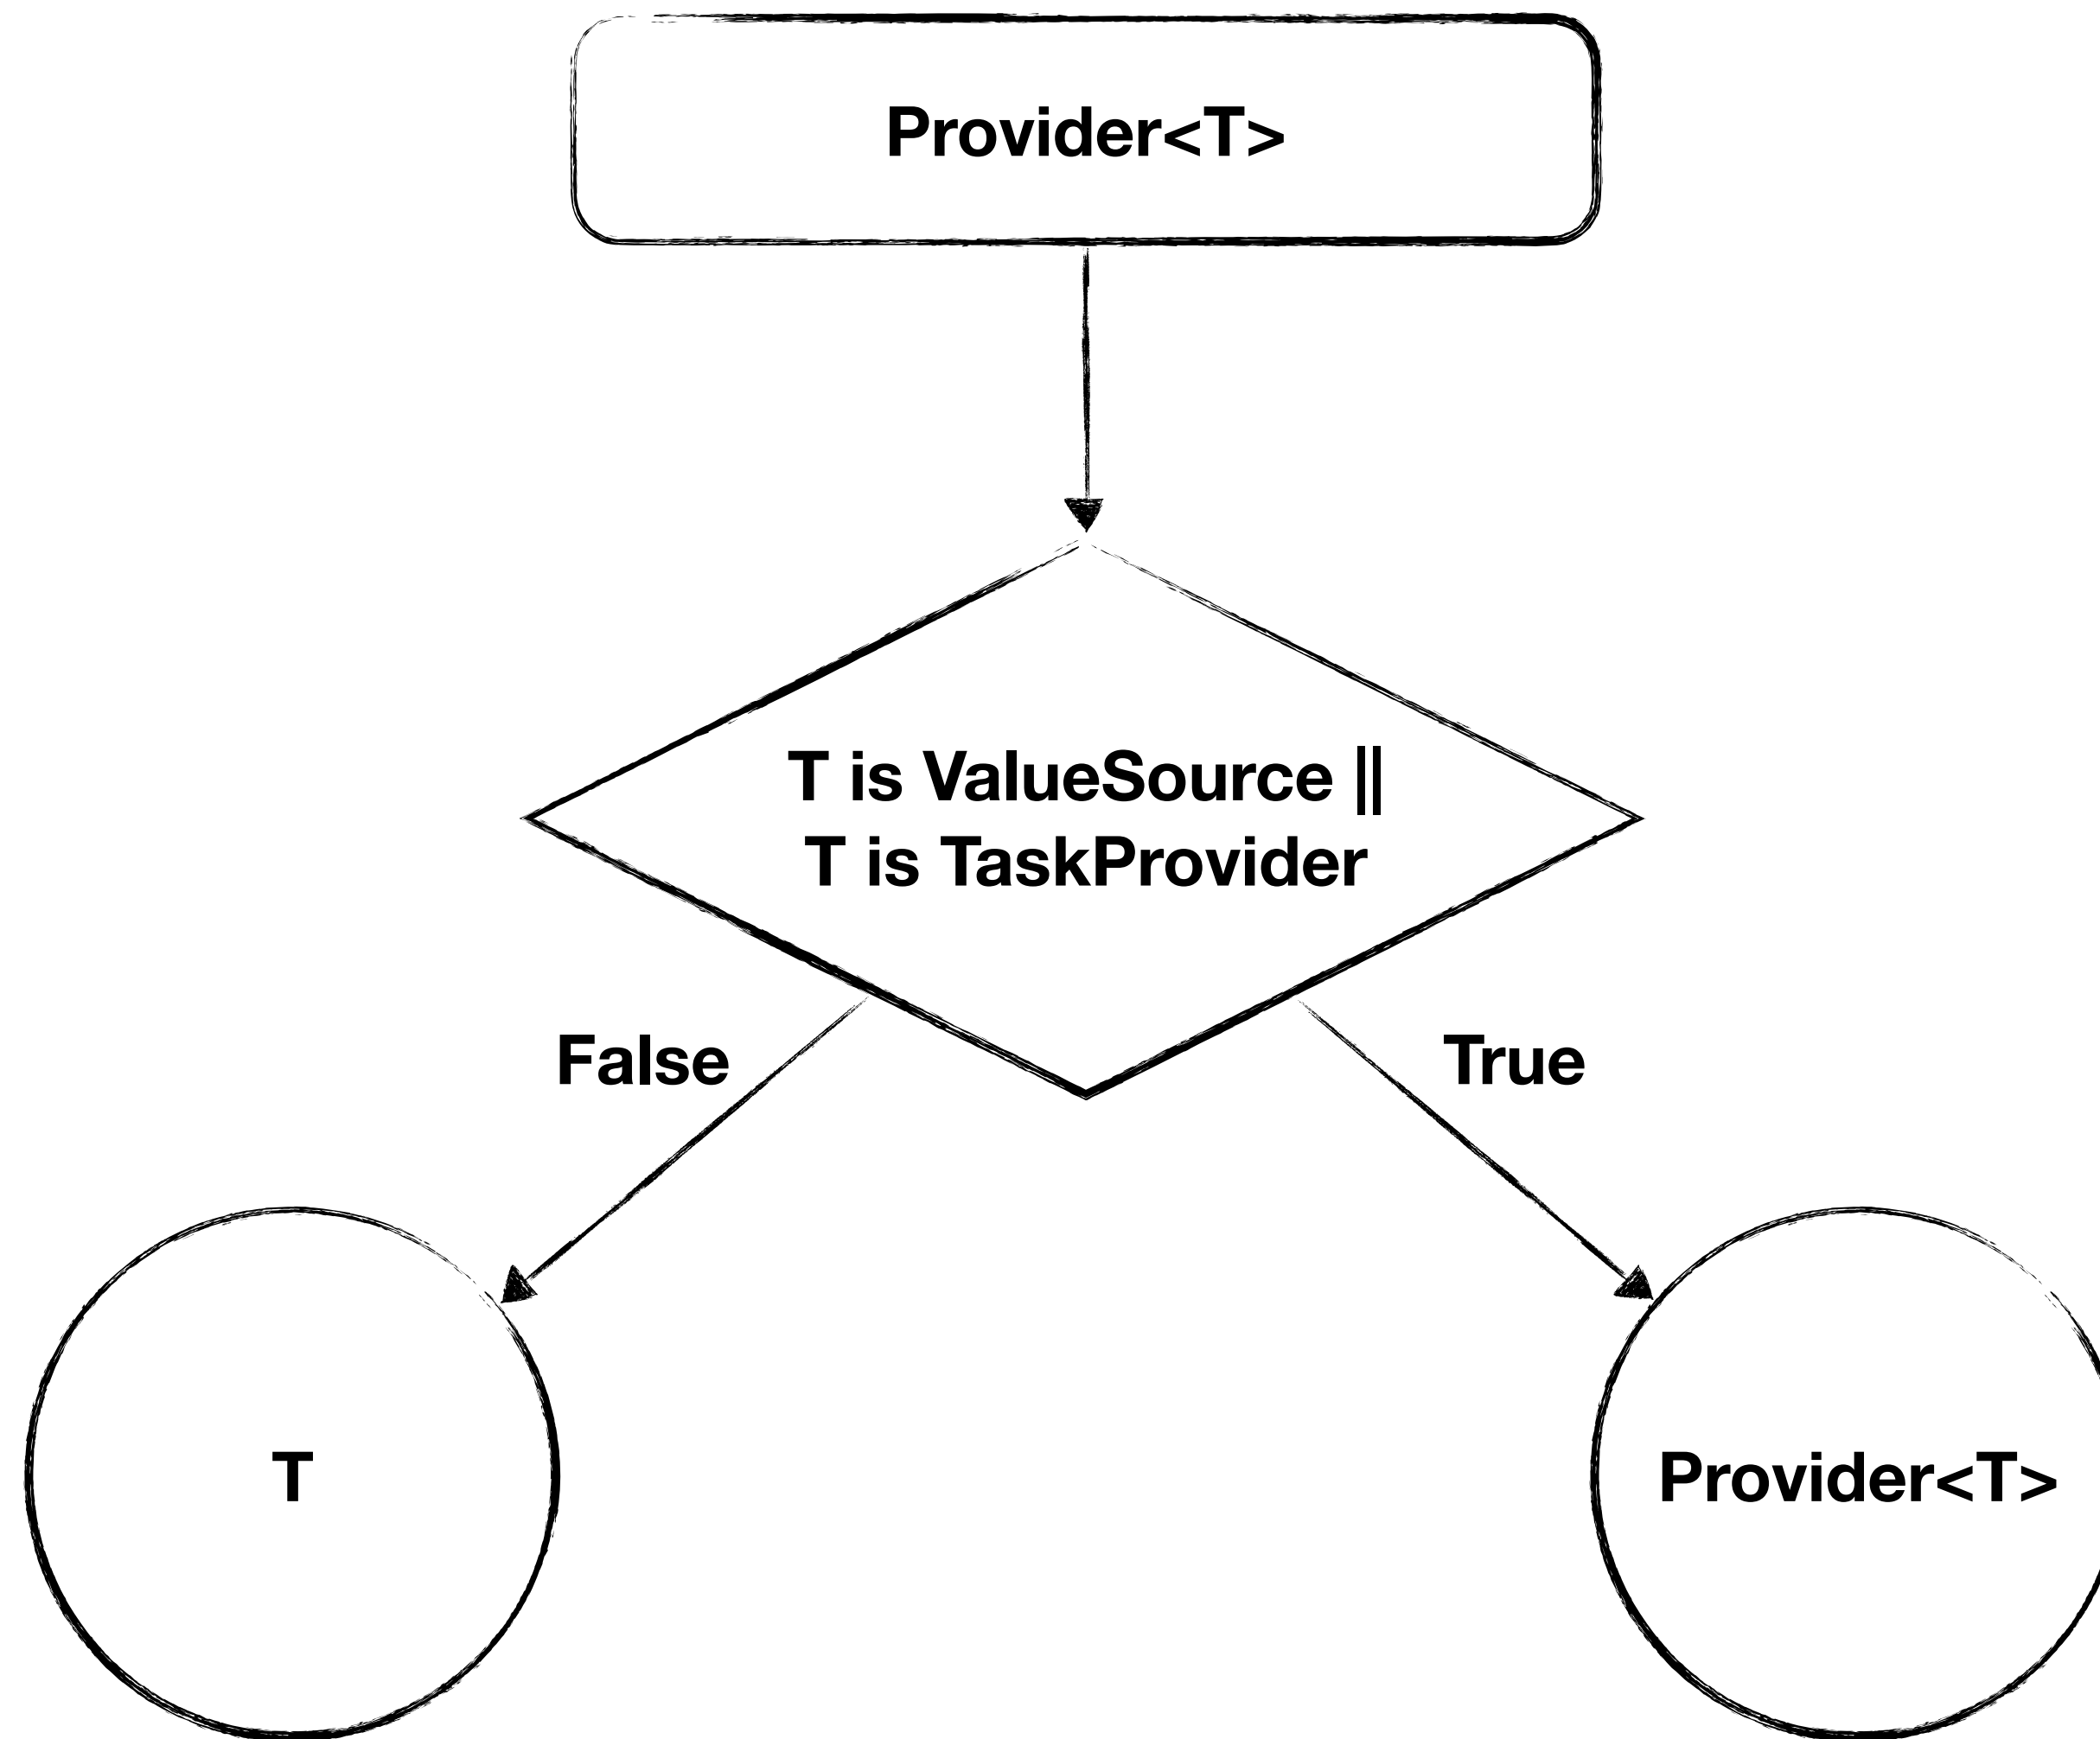 Provider<T>
T is ValueSource ||
T is TaskProvider
False
True
T
Provider<T>